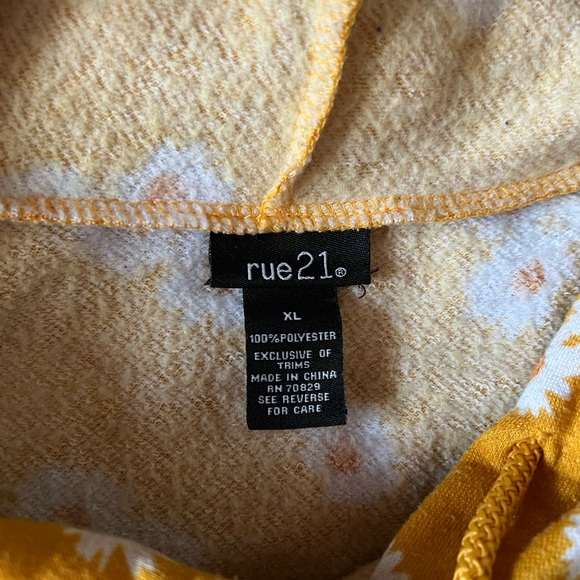 rue21®
XL
100%POLYESTER
EXCLUSIVE OF
TRIMS
MADE IN CHINA
RN 70829
SEE REVERSE
FOR CARE